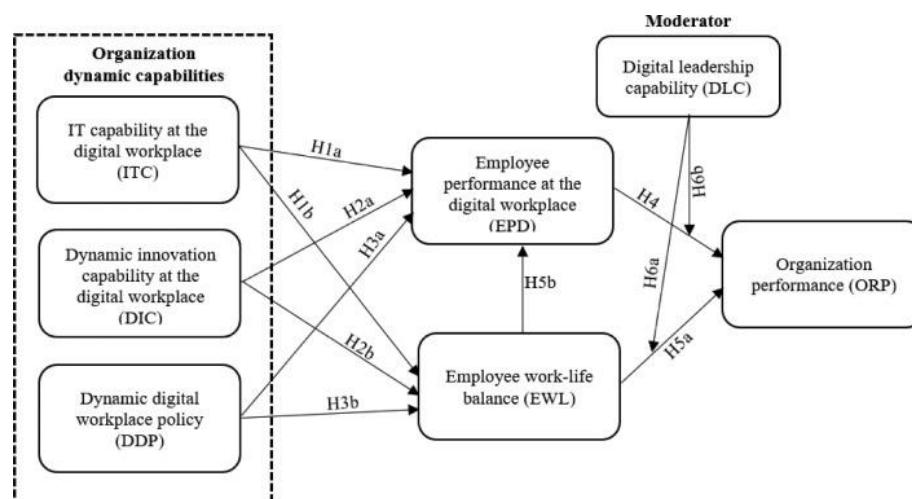 Moderator
Organization
dynamic capabilities
Digital leadership
capability (DLC)
IT capability at the
digital workplace
(ITC)
H1a
H1b
Employee
performance at the
digital workplace
(EPD)
H6b
H4
H2a
H3a
Dynamic innovation
capability at the
digital workplace
(DIC)
H6a
Organization
performance (ORP)
H5b
H2b
H5a
Employee work-life
balance (EWL)
Dynamic digital
workplace policy
(DDP)
H3b